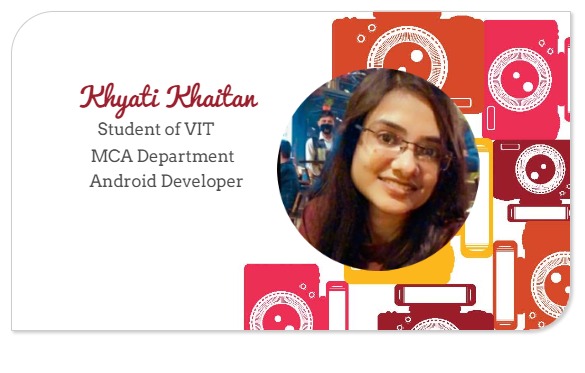 Khyati Khaitan
Student of VIT
MCA Department
Android Developer